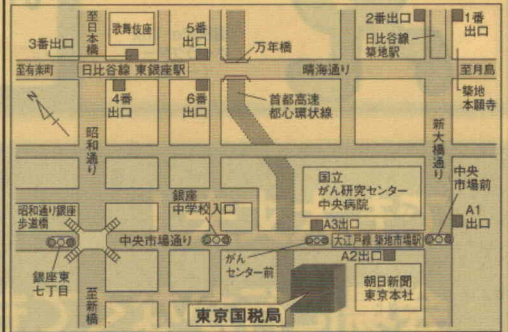 至日本橋
歌舞伎座
3番出口
5番
出口
万年橋
2番出口
日比谷線
築地駅
1番
出口
至有楽町
日比谷線 東銀座駅
晴海通り
至月島
4番
出口
6番
出口
首都高速
都心環状線
築地
本願寺
N
昭和通り
新大橋通り
国立
がん研究センター
中央病院
中央
市場前
銀座
中学校入口
昭和通り銀座
歩道橋
A3出口
A1
出口
中央市場通り
大江戸線 築地市場駅
がん
センター前
A2出口
銀座東
七丁目
至新橋
朝日新聞
東京本社
東京国税局